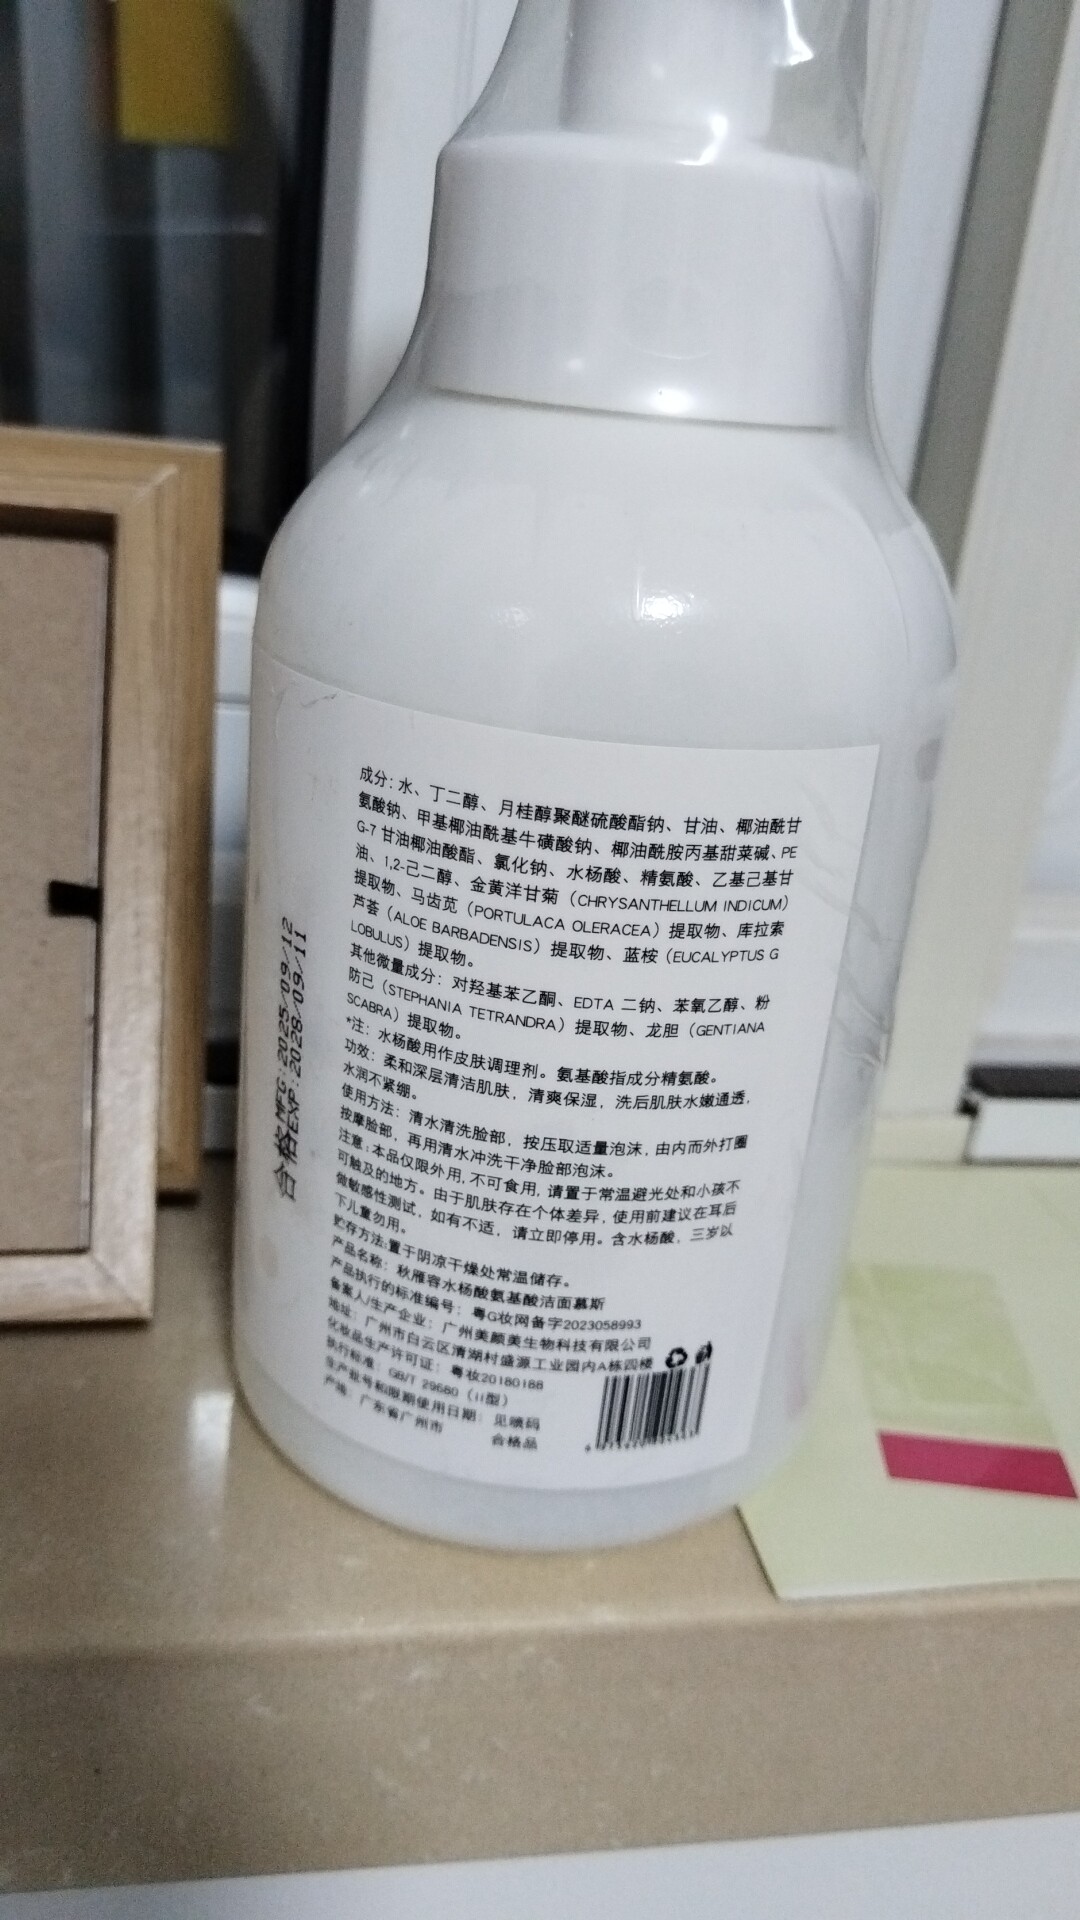 成分：水、丁二醇、月桂醇聚醚硫酸酯钠、甘油、椰油酰甘
氨酸钠、甲基椰油酰基牛磺酸钠、椰油酰胺丙基甜菜碱、PE
G-7 甘油椰油酸酯、氯化钠、水杨酸、精氨酸、乙基己基甘
油、1,2-己二醇、金黄洋甘菊（CHRYSANTHELLUM INDICUM）
提取物、马齿苋（PORTULACA OLERACEA）提取物、库拉索
芦荟（ALOE BARBADENSIS）提取物、蓝桉（EUCALYPTUS G
LOBULUS）提取物。
其他微量成分：对羟基苯乙酮、EDTA 二钠、苯氧乙醇、粉
防己（STEPHANIA TETRANDRA）提取物、龙胆（GENTIANA
SCABRA）提取物。
*注：水杨酸用作皮肤调理剂。氨基酸指成分精氨酸。
功效：柔和深层清洁肌肤，清爽保湿，洗后肌肤水嫩通透，
水润不紧绷。
使用方法：清水清洗脸部，按压取适量泡沫，由内而外打圈
按摩脸部，再用清水冲洗干净脸部泡沫。
注意：本品仅限外用，不可食用，请置于常温避光处和小孩不
可触及的地方。由于肌肤存在个体差异，使用前建议在耳后
做敏感性测试，如有不适，请立即停用。含水杨酸，三岁以
下儿童勿用。
贮存方法：置于阴凉干燥处常温储存。
产品名称：秋雁容水杨酸氨基酸洁面慕斯
产品执行的标准编号：粤G妆网备字2023058993
备案人/生产企业：广州美颜美生物科技有限公司
地址：广州市白云区清湖村盛源工业园内A栋四楼
化妆品生产许可证：粤妆20180188
执行标准：GB/T 29680（II型）
生产批号和限期使用日期：见喷码
产地：广东省广州市 合格品
合格 MFG:2025/09/12
EXP:2028/09/11